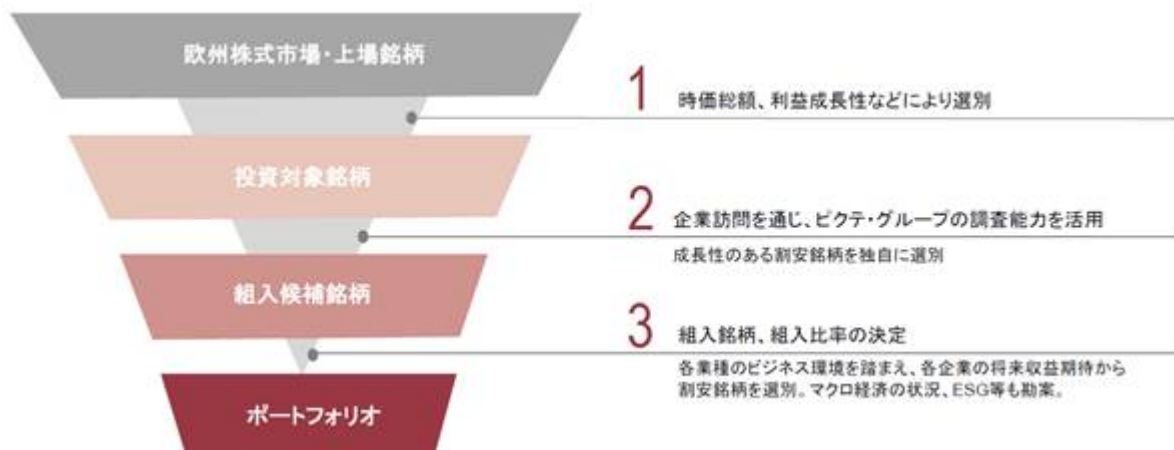 欧州株式市場・上場銘柄
1
時価総額、利益成長性などにより選別
投資対象銘柄
2
企業訪問を通じ、ピクテ・グループの調査能力を活用
成長性のある割安銘柄を独自に選別
組入候補銘柄
3
組入銘柄、組入比率の決定
各業種のビジネス環境を踏まえ、各企業の将来収益期待から
割安銘柄を選別。マクロ経済の状況、ESG等も勘案。
ポートフォリオ